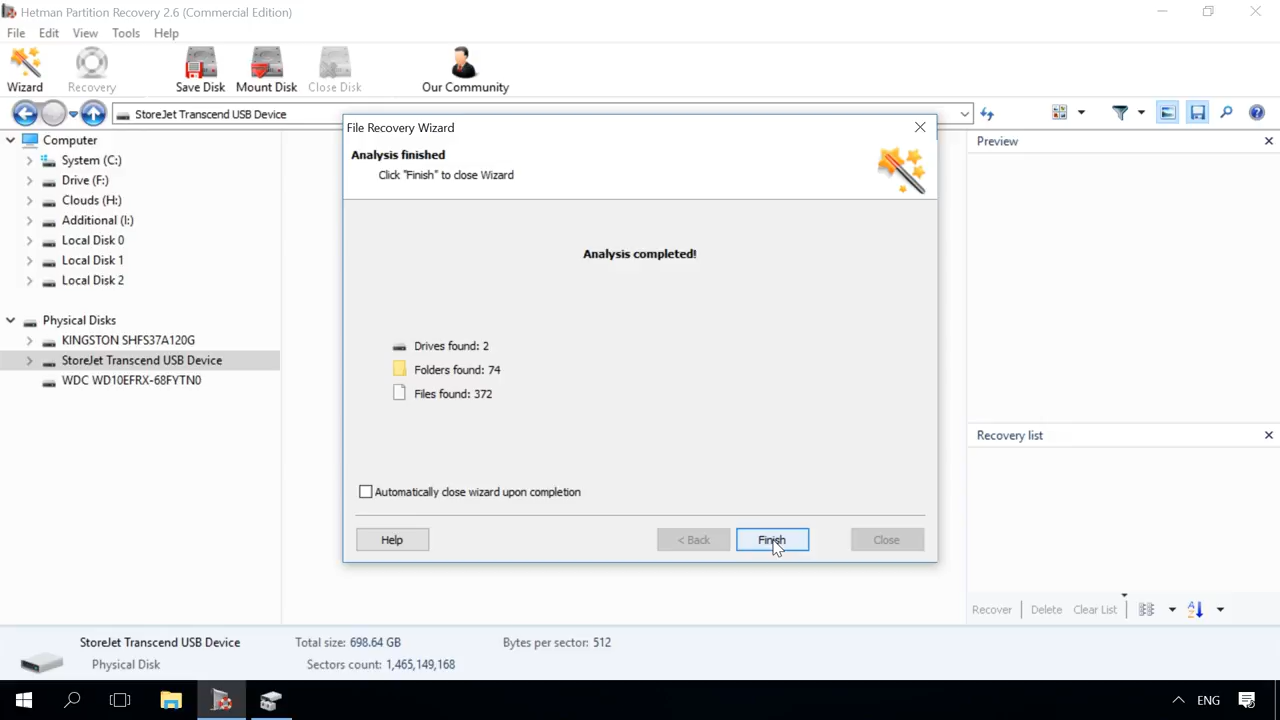 Hetman Partition Recovery 2.6 (Commercial Edition)
File Edit View Tools Help
Wizard Recovery Save Disk Mount Disk Close Disk Our Community
StoreJet Transcend USB Device
Computer
System (C:)
Drive (F:)
Clouds (H:)
Additional (I:)
Local Disk 0
Local Disk 1
Local Disk 2
Physical Disks
KINGSTON SHFS37A120G
StoreJet Transcend USB Device
WDC WD10EFRX-68FYTN0
File Recovery Wizard
Analysis finished
Click "Finish" to close Wizard
Analysis completed!
Drives found: 2
Folders found: 74
Files found: 372
Automatically close wizard upon completion
Help < Back Finish Close
Preview
Recovery list
Recover Delete Clear List
StoreJet Transcend USB Device Total size: 698.64 GB Bytes per sector: 512
Physical Disk Sectors count: 1,465,149,168
ENG